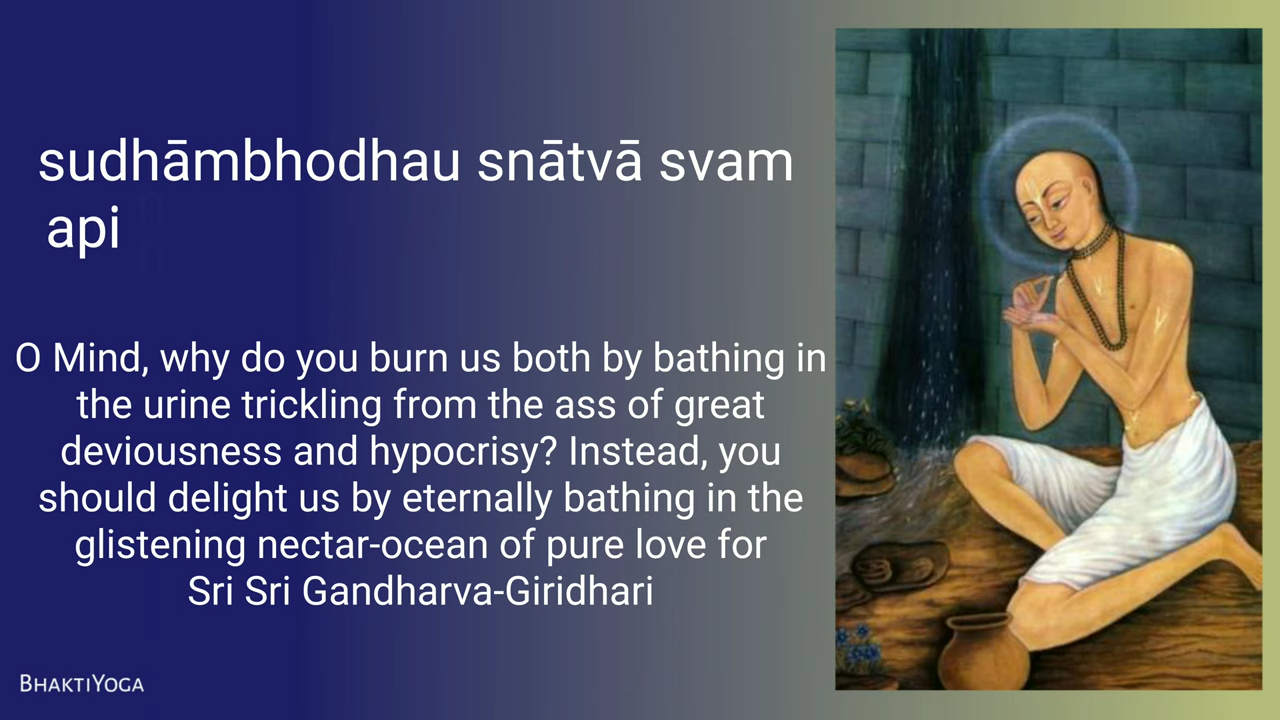 sudhāmbhodhau snātvā svam
api
O Mind, why do you burn us both by bathing in
the urine trickling from the ass of great
deviousness and hypocrisy? Instead, you
should delight us by eternally bathing in the
glistening nectar-ocean of pure love for
Sri Sri Gandharva-Giridhari
BHAKTIYOGA